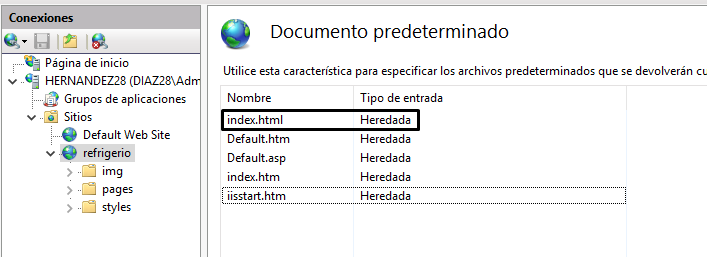 Conexiones
Página de inicio
HERNANDEZ28 (DIAZ28\Adm
Grupos de aplicaciones
Sitios
Default Web Site
refrigerio
img
pages
styles
Documento predeterminado
Utilice esta característica para especificar los archivos predeterminados que se devolverán cu
Nombre Tipo de entrada
index.html Heredada
Default.htm Heredada
Default.asp Heredada
index.htm Heredada
iisstart.htm Heredada